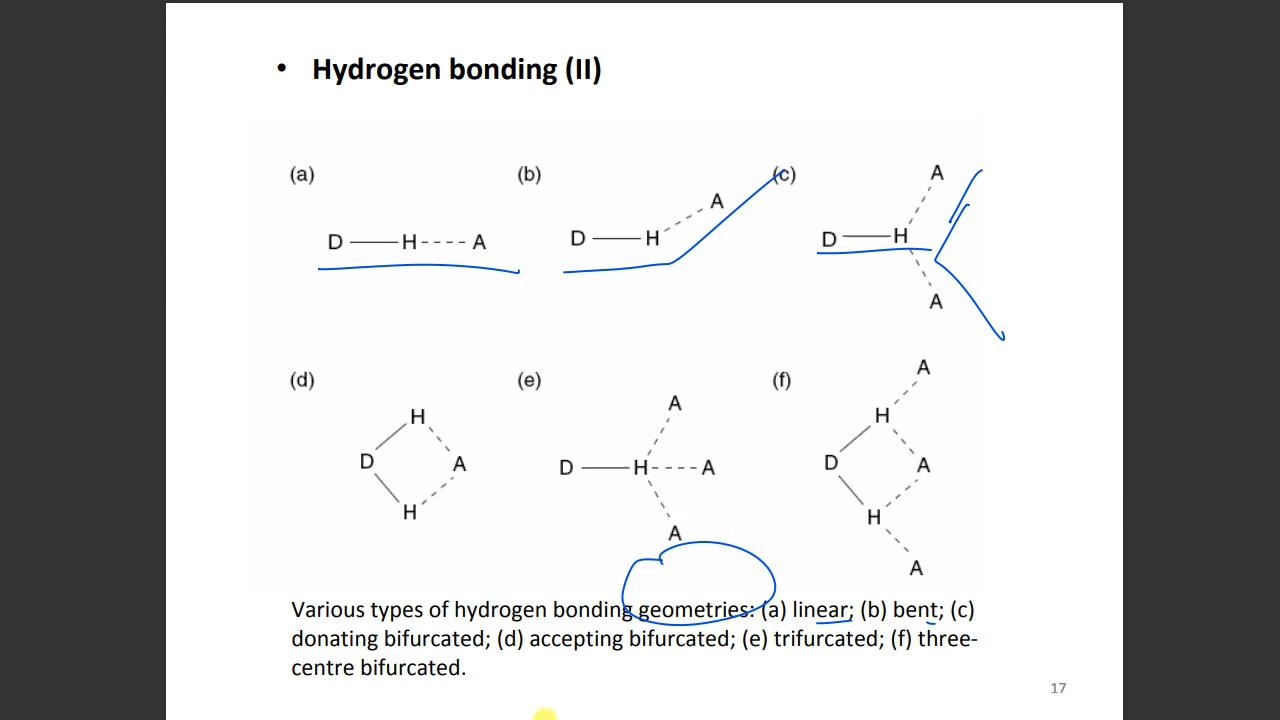 • Hydrogen bonding (II)
(a) (b) (c)
A
A
D H A D H D H
A
(d) (e) (f)
A
A
H H
D A D H A D A
H H
A
A
Various types of hydrogen bonding geometries: (a) linear; (b) bent; (c)
donating bifurcated; (d) accepting bifurcated; (e) trifurcated; (f) three-
centre bifurcated.
17